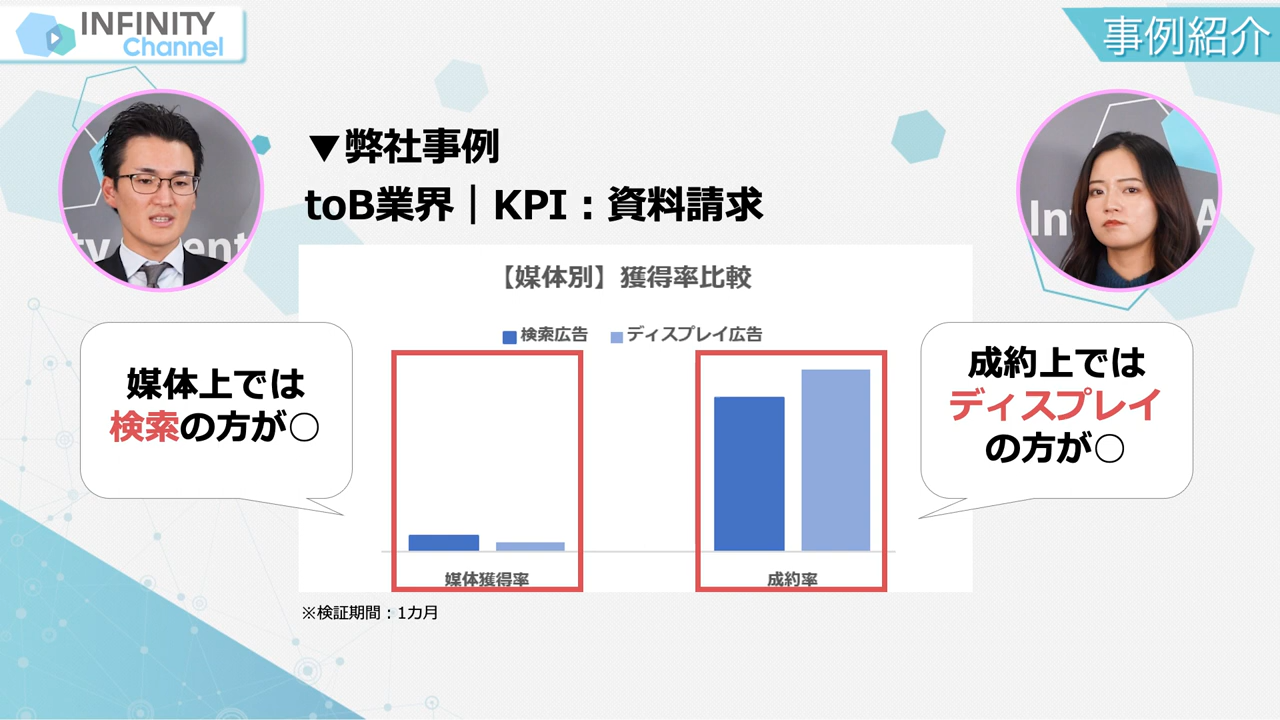 INFINITY
Channel
事例紹介
▼弊社事例
toB業界｜KPI：資料請求
【媒体別】獲得率比較
検索広告 ディスプレイ広告
媒体上では
検索の方が○
成約上では
ディスプレイ
の方が○
媒体獲得率 成約率
※検証期間：1カ月